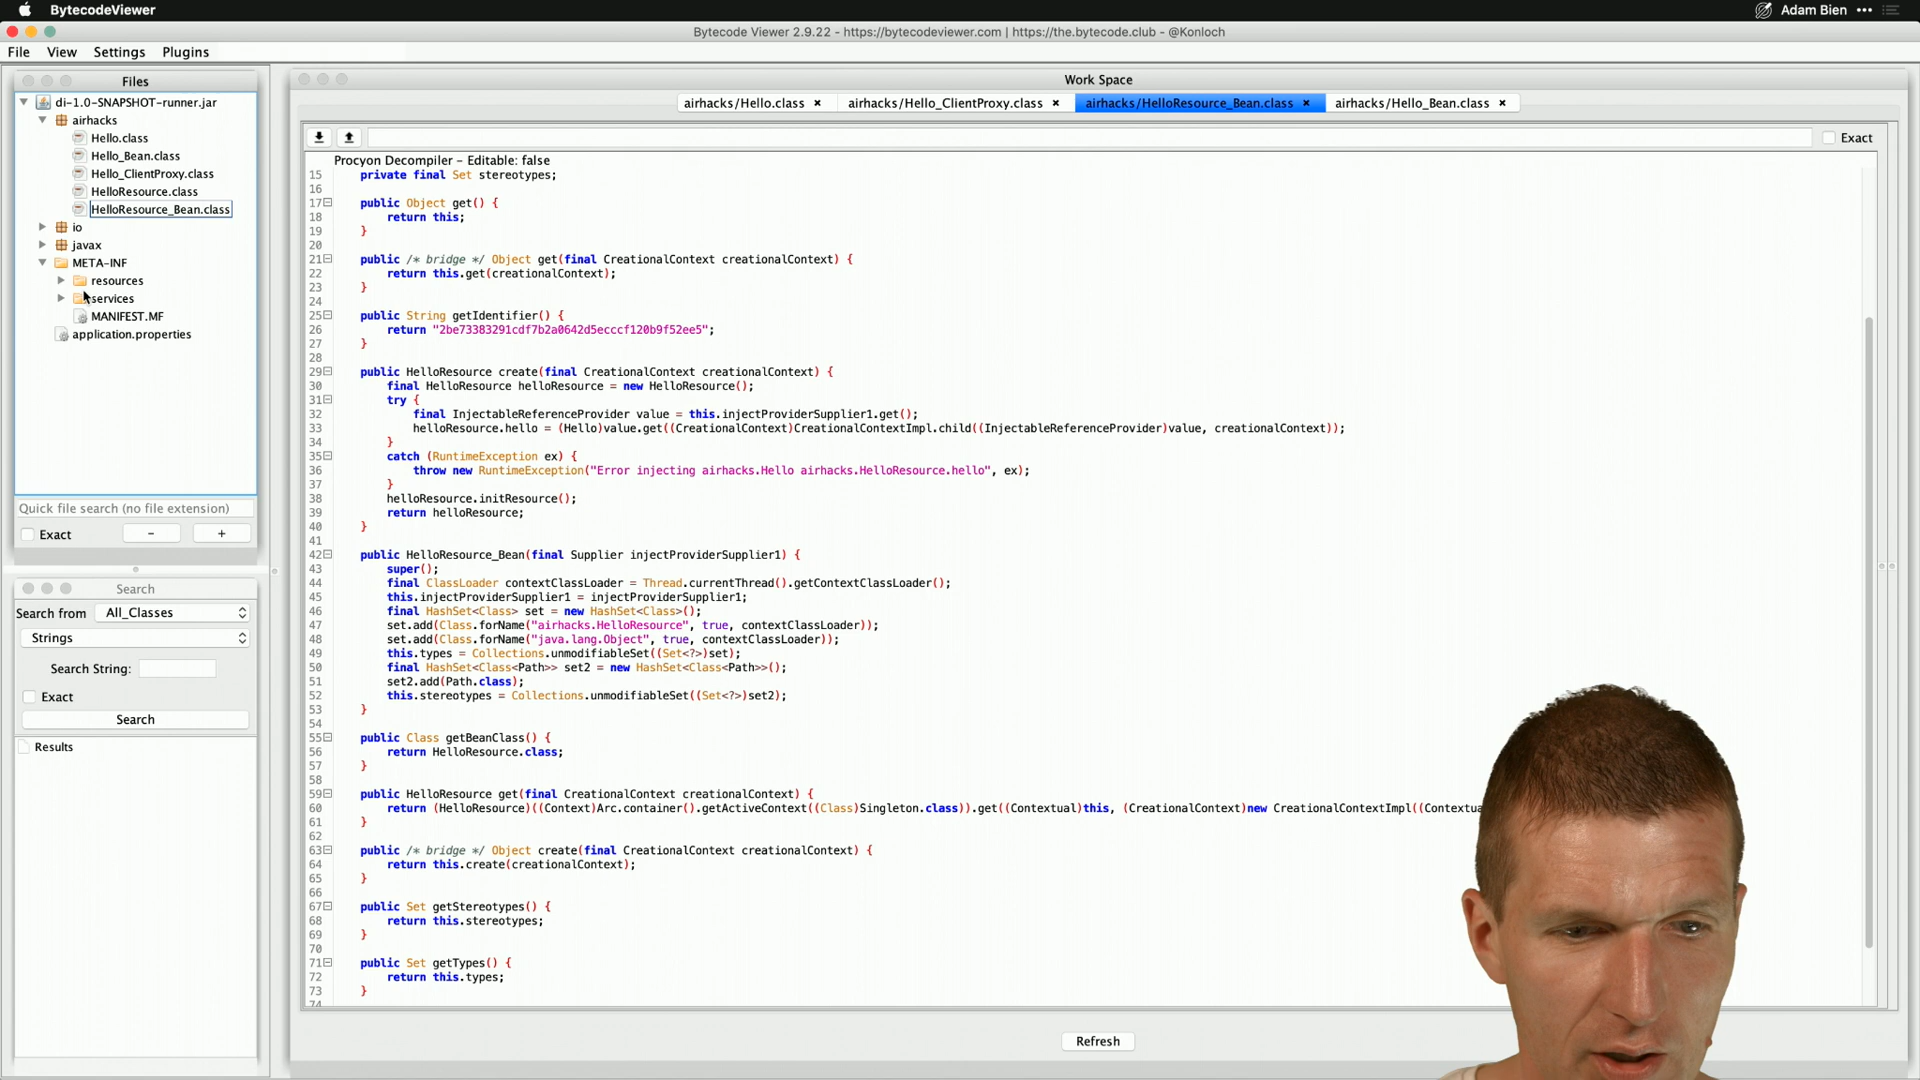 BytecodeViewer
Adam Bien
Bytecode Viewer 2.9.22 - https://bytecodeviewer.com | https://the.bytecode.club - @Konloch
File View Settings Plugins
Files
di-1.0-SNAPSHOT-runner.jar
airhacks
Hello.class
Hello_Bean.class
Hello_ClientProxy.class
HelloResource.class
HelloResource_Bean.class
io
javax
META-INF
resources
services
MANIFEST.MF
application.properties
Quick file search (no file extension)
Exact - +
Search
Search from All_Classes
Strings
Search String:
Exact
Search
Results
Work Space
airhacks/Hello.class × airhacks/Hello_ClientProxy.class × airhacks/HelloResource_Bean.class × airhacks/Hello_Bean.class ×
Exact
Procyon Decompiler - Editable: false
15 private final Set stereotypes;
16
17 public Object get() {
18 return this;
19 }
20
21 public /* bridge */ Object get(final CreationalContext creationalContext) {
22 return this.get(creationalContext);
23 }
24
25 public String getIdentifier() {
26 return "2be73383291cdf7b2a0642d5ecccf120b9f52ee5";
27 }
28
29 public HelloResource create(final CreationalContext creationalContext) {
30 final HelloResource helloResource = new HelloResource();
31 try {
32 final InjectableReferenceProvider value = this.injectProviderSupplier1.get();
33 helloResource.hello = (Hello)value.get((CreationalContext)CreationalContextImpl.child((InjectableReferenceProvider)value, creationalContext));
34 }
35 catch (RuntimeException ex) {
36 throw new RuntimeException("Error injecting airhacks.Hello airhacks.HelloResource.hello", ex);
37 }
38 helloResource.initResource();
39 return helloResource;
40 }
41
42 public HelloResource_Bean(final Supplier injectProviderSupplier1) {
43 super();
44 final ClassLoader contextClassLoader = Thread.currentThread().getContextClassLoader();
45 this.injectProviderSupplier1 = injectProviderSupplier1;
46 final HashSet<Class> set = new HashSet<Class>();
47 set.add(Class.forName("airhacks.HelloResource", true, contextClassLoader));
48 set.add(Class.forName("java.lang.Object", true, contextClassLoader));
49 this.types = Collections.unmodifiableSet((Set<?>)set);
50 final HashSet<Class<Path>> set2 = new HashSet<Class<Path>>();
51 set2.add(Path.class);
52 this.stereotypes = Collections.unmodifiableSet((Set<?>)set2);
53 }
54
55 public Class getBeanClass() {
56 return HelloResource.class;
57 }
58
59 public HelloResource get(final CreationalContext creationalContext) {
60 return (HelloResource)((Context)Arc.container().getActiveContext((Class)Singleton.class)).get((Contextual)this, (CreationalContext)new CreationalContextImpl((Contextua
61 }
62
63 public /* bridge */ Object create(final CreationalContext creationalContext) {
64 return this.create(creationalContext);
65 }
66
67 public Set getStereotypes() {
68 return this.stereotypes;
69 }
70
71 public Set getTypes() {
72 return this.types;
73 }
74
Refresh